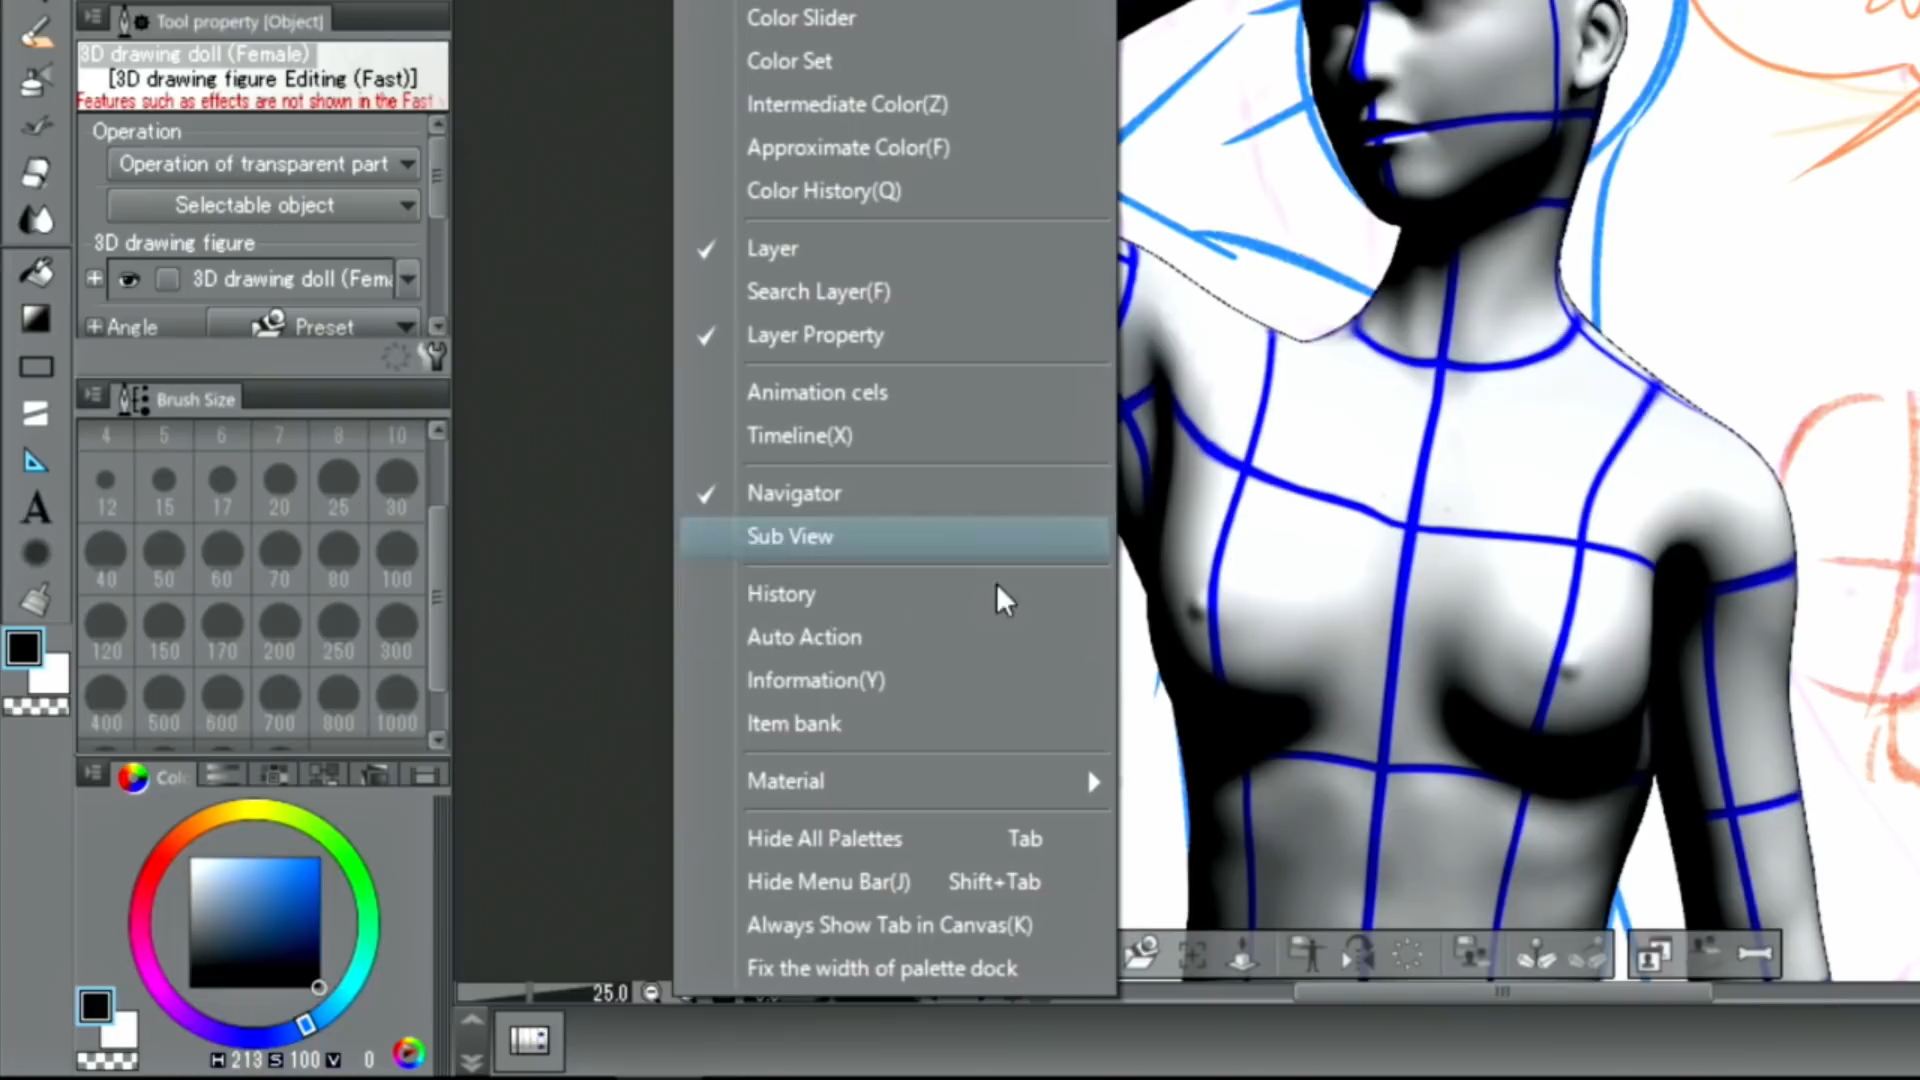 Tool property [Object]
3D drawing doll (Female)
[3D drawing figure Editing (Fast)]
Features such as effects are not shown in the Fast
Operation
Operation of transparent part
Selectable object
3D drawing figure
3D drawing doll (Fem
Angle
Preset
Brush Size
4 5 6 7 8 10
12 15 17 20 25 30
40 50 60 70 80 100
120 150 170 200 250 300
400 500 600 700 800 1000
Col
H 213 S 100 V 0
Color Slider
Color Set
Intermediate Color(Z)
Approximate Color(F)
Color History(Q)
Layer
Search Layer(F)
Layer Property
Animation cels
Timeline(X)
Navigator
Sub View
History
Auto Action
Information(Y)
Item bank
Material
Hide All Palettes Tab
Hide Menu Bar(J) Shift+Tab
Always Show Tab in Canvas(K)
Fix the width of palette dock
25.0